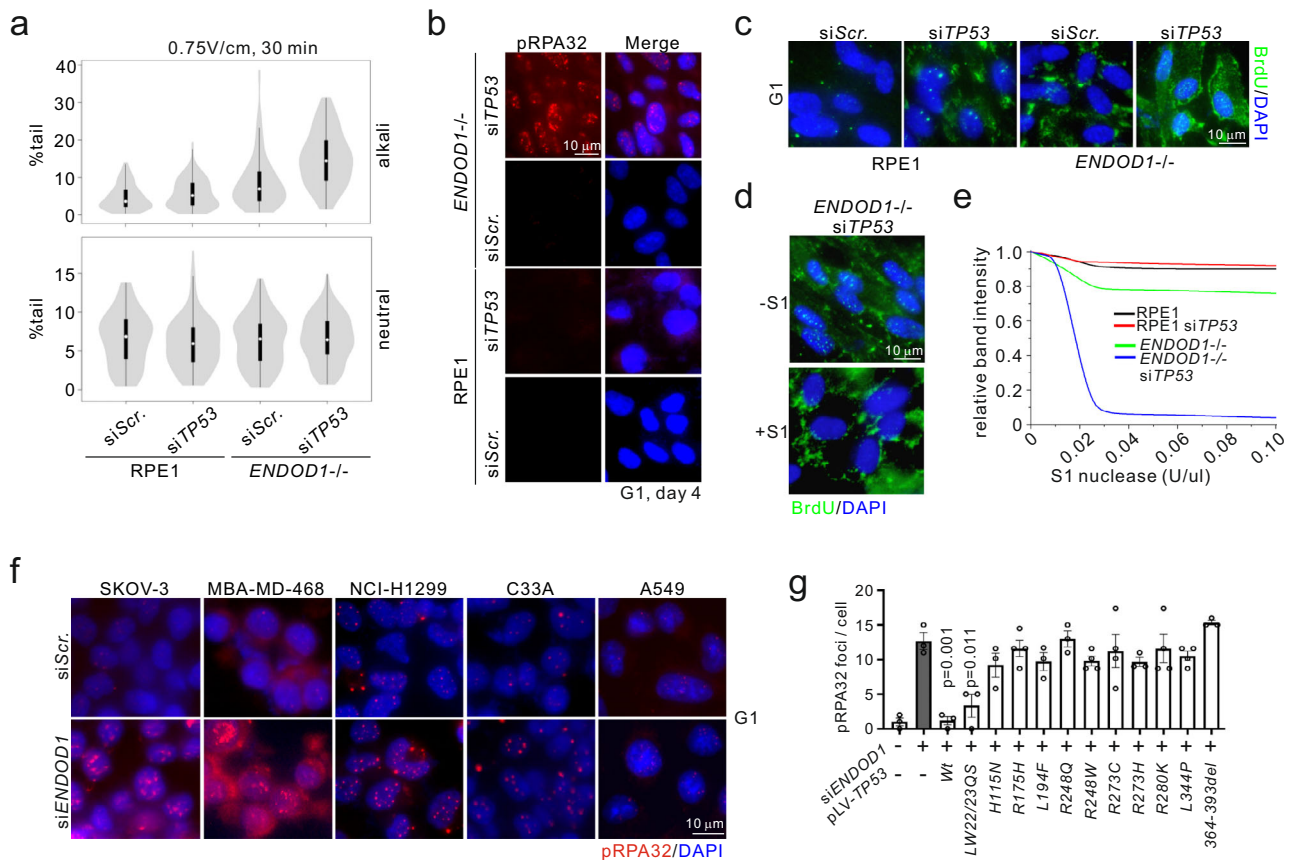 a
0.75V/cm, 30 min
%tail
40
30
20
10
0
alkali
%tail
15
10
5
0
neutral
siScr.
siTP53
siScr.
siTP53
RPE1
ENDOD1-/-
b
pRPA32
Merge
ENDOD1-/-
siTP53
10 µm
10 µm
siScr.
RPE1
siTP53
siScr.
G1, day 4
c
siScr.
siTP53
siScr.
siTP53
G1
BrdU/DAPI
10 µm
RPE1
ENDOD1-/-
d
ENDOD1-/-
siTP53
-S1
10 µm
+S1
BrdU/DAPI
e
relative band intensity
1.0
0.8
0.6
0.4
0.2
0
RPE1
RPE1 siTP53
ENDOD1-/-
ENDOD1-/-
siTP53
0
0.02
0.04
0.06
0.08
0.10
S1 nuclease (U/ul)
f
SKOV-3
MBA-MD-468
NCI-H1299
C33A
A549
siScr.
siENDOD1
G1
10 µm
pRPA32/DAPI
g
pRPA32 foci / cell
20
15
10
5
0
p=0.001
p=0.011
siENDOD1
- + + + + + + + + + + + + +
pLV-TP53
- - Wt LW22/23QS H115N R175H L194F R248Q R248W R273C R273H R280K L344P 364-393del